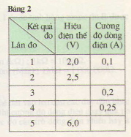 Bảng 2
Kết quả đo
Lần đo
Hiệu điện thế (V)
Cường độ dòng điện (A)
1 2,0 0,1
2 2,5
3 0,2
4 0,25
5 6,0